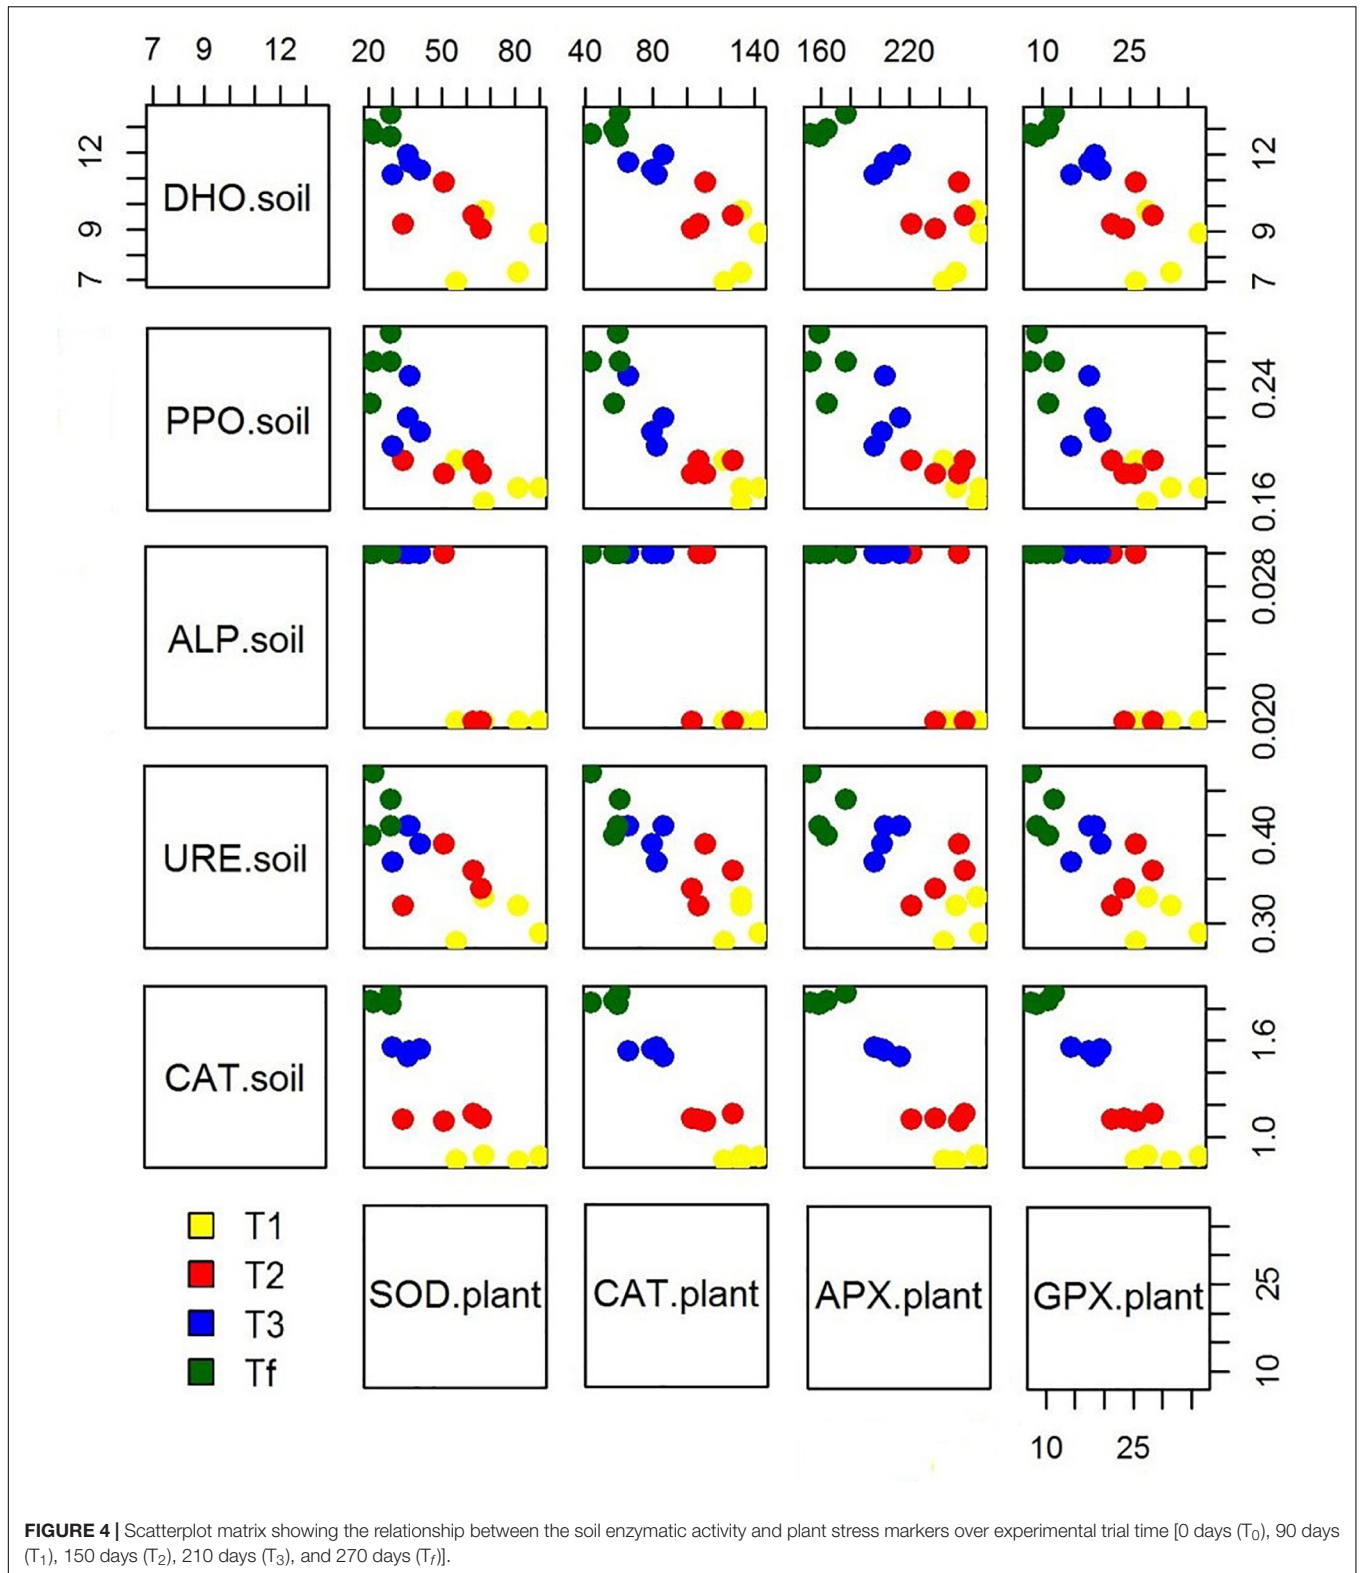 7 9 12 20 50 80 40 80 140 160 220 10 25
DHO.soil
12
9
7
12
9
7
PPO.soil
0.24
0.16
ALP.soil
0.028
0.020
URE.soil
0.40
0.30
CAT.soil
1.6
1.0
T1
T2
T3
Tf
SOD.plant CAT.plant APX.plant GPX.plant
25
10
10 25
FIGURE 4 | Scatterplot matrix showing the relationship between the soil enzymatic activity and plant stress markers over experimental trial time [0 days (T0), 90 days
(T1), 150 days (T2), 210 days (T3), and 270 days (Tf)].